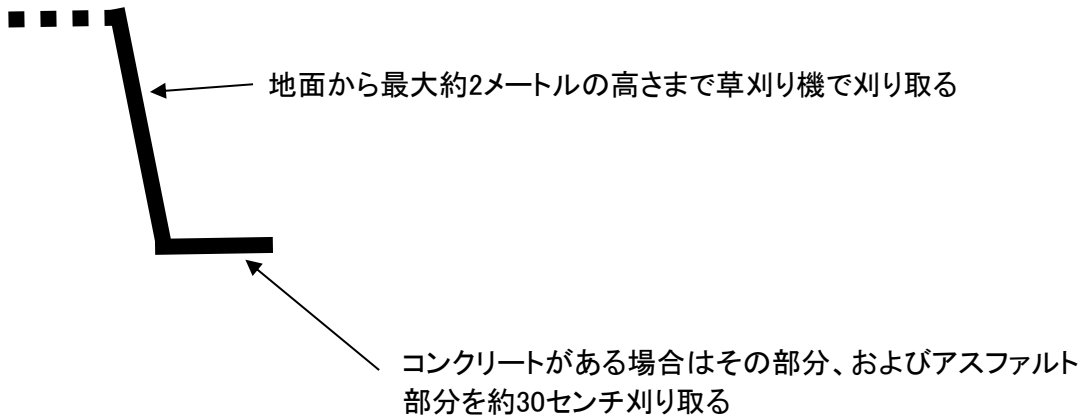 地面から最大約2メートルの高さまで草刈り機で刈り取る
コンクリートがある場合はその部分、およびアスファルト
部分を約30センチ刈り取る